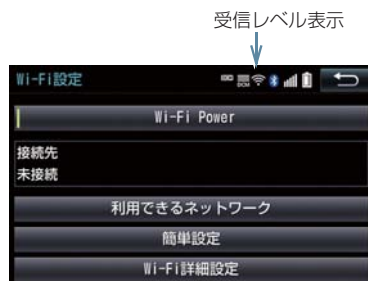 受信レベル表示
Wi-Fi設定
DCM
Wi-Fi Power
接続先
未接続
利用できるネットワーク
簡単設定
Wi-Fi詳細設定